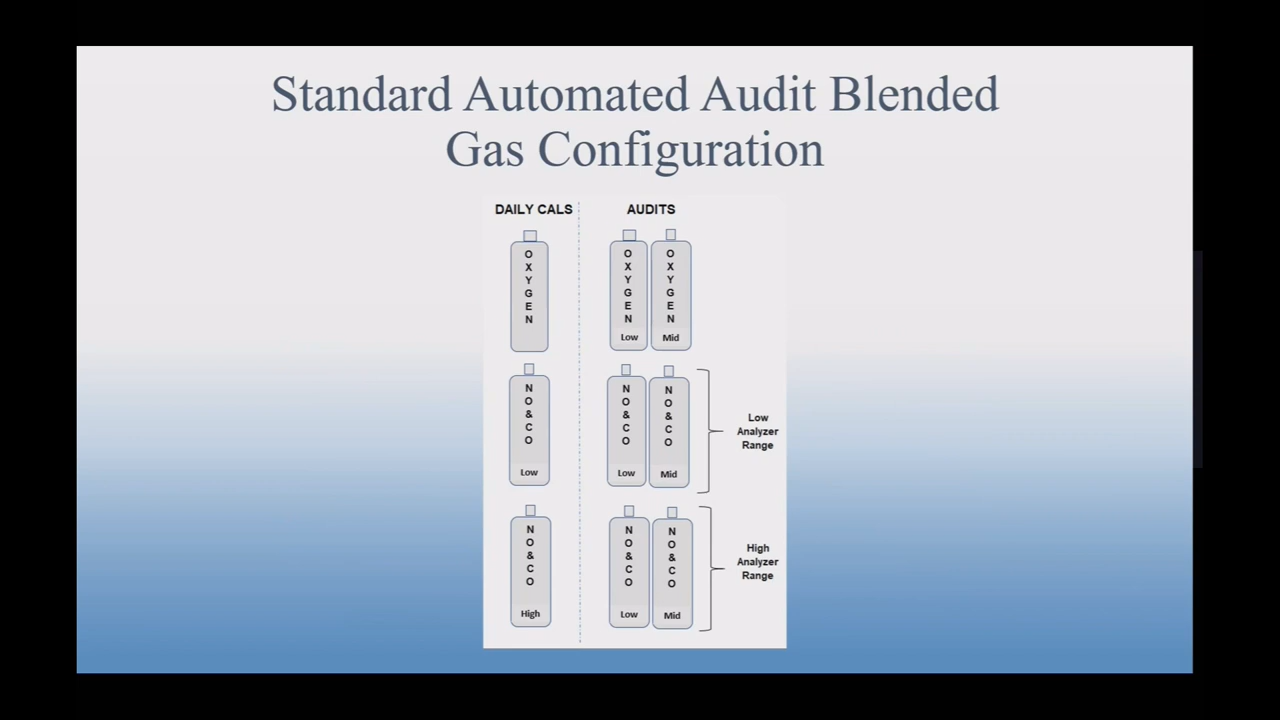 Standard Automated Audit Blended
Gas Configuration
DAILY CALS
AUDITS
OXYGEN
OXYGEN
Low
OXYGEN
Mid
NO&CO
Low
NO&CO
Low
NO&CO
Mid
Low
Analyzer
Range
NO&CO
High
NO&CO
Low
NO&CO
Mid
High
Analyzer
Range